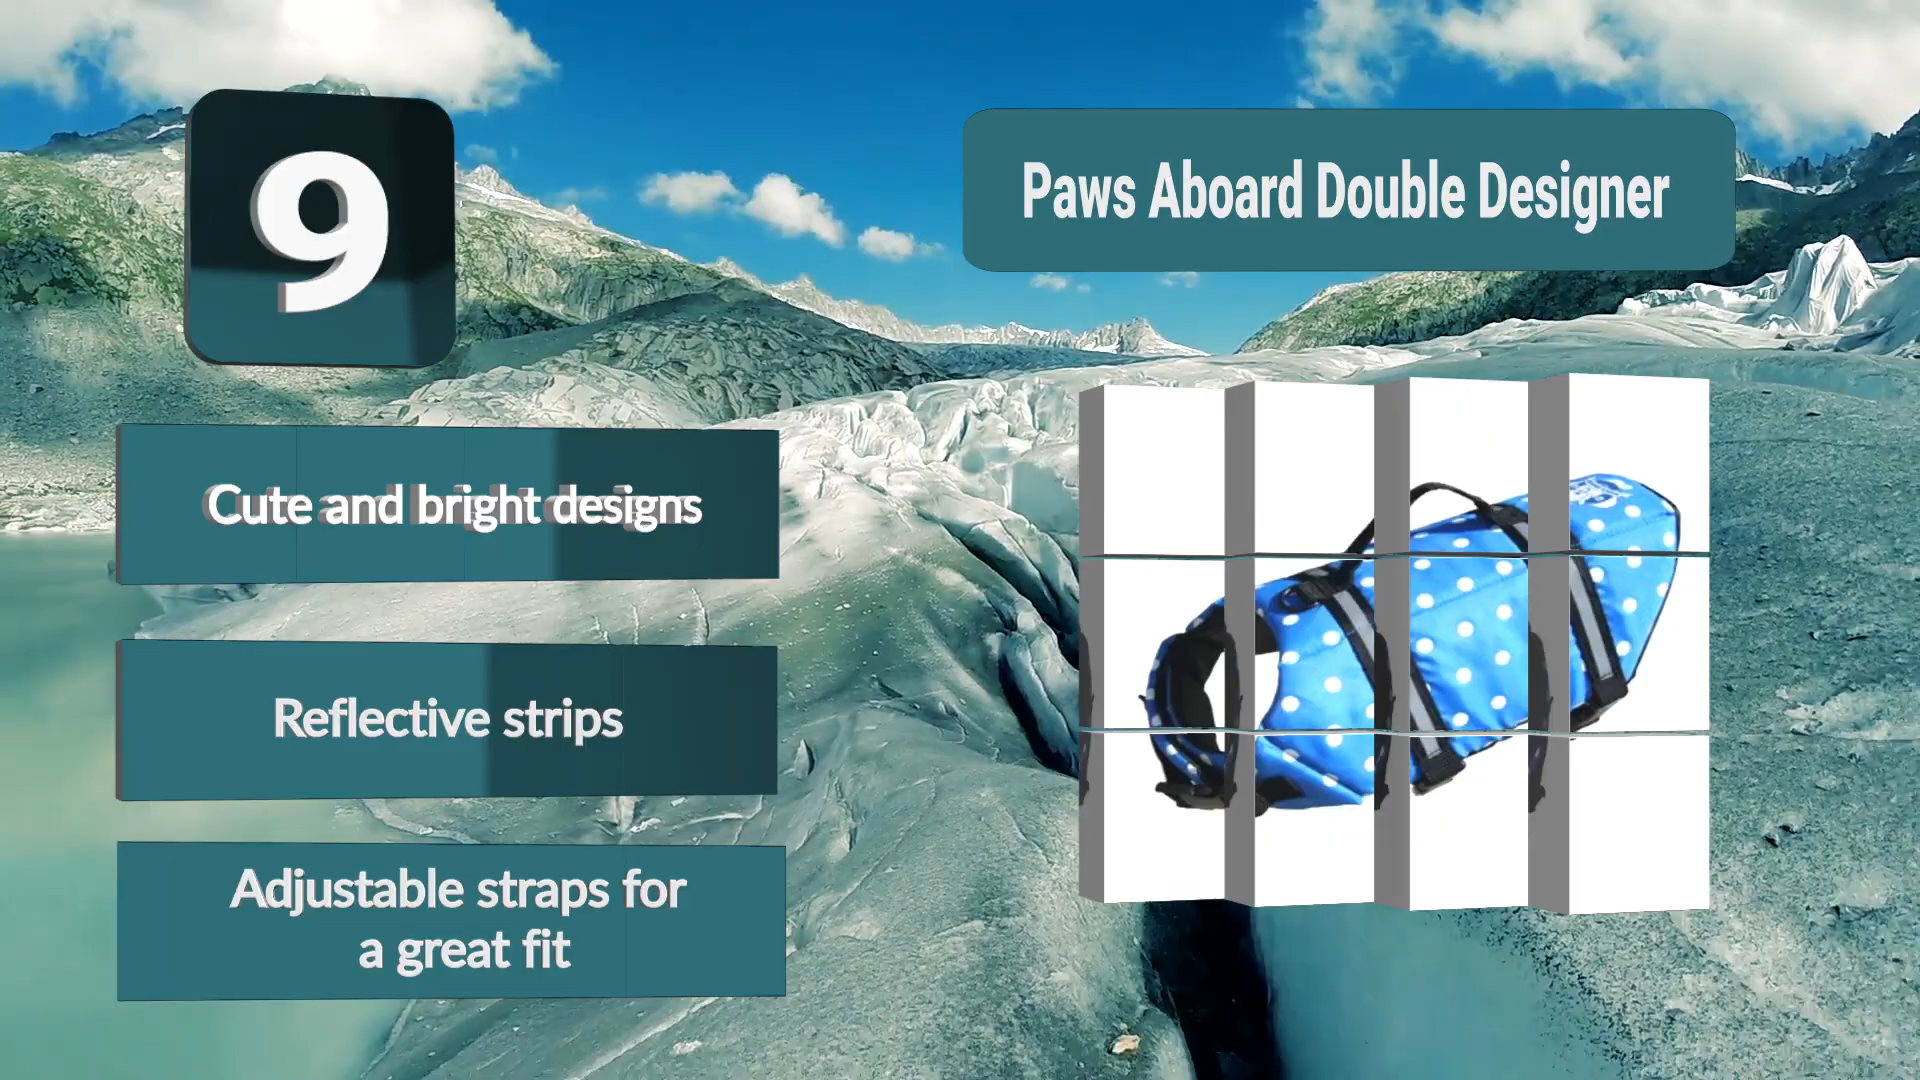 9
Paws Aboard Double Designer
Cute and bright designs
Reflective strips
Adjustable straps for
a great fit